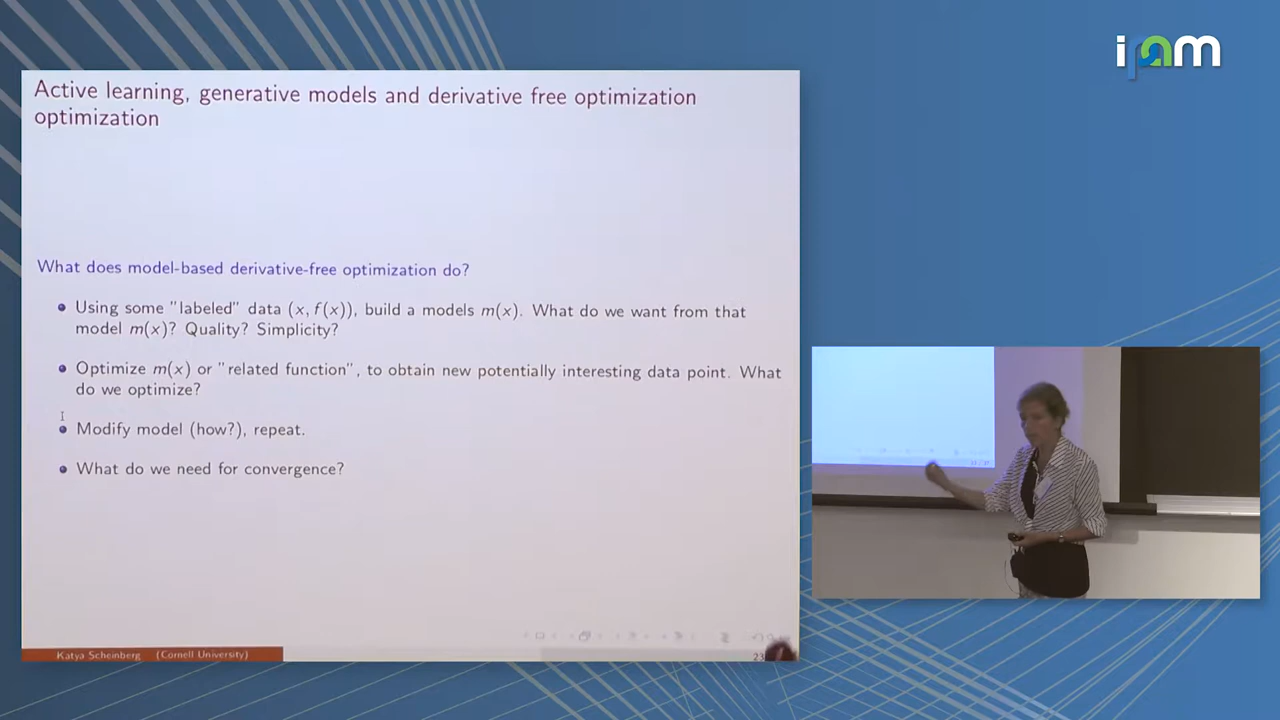 ipam
Active learning, generative models and derivative free optimization
optimization
What does model-based derivative-free optimization do?
Using some "labeled" data (x, f(x)), build a models m(x). What do we want from that
model m(x)? Quality? Simplicity?
Optimize m(x) or "related function", to obtain new potentially interesting data point. What
do we optimize?
Modify model (how?), repeat.
What do we need for convergence?
Katya Scheinberg (Cornell University)
23